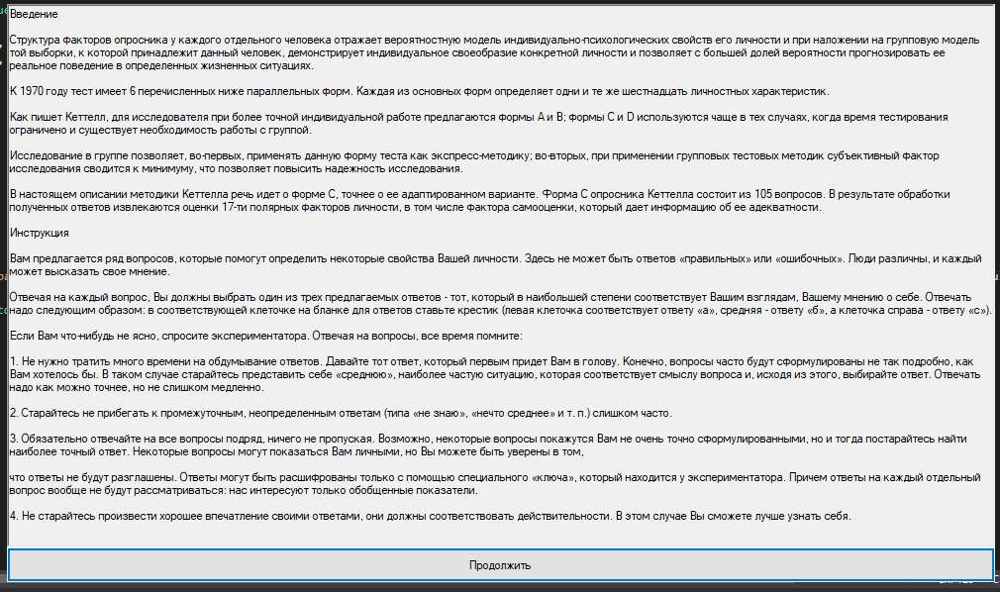 Введение
Структура факторов опросника у каждого отдельного человека отражает вероятностную модель индивидуально-психологических свойств его личности и при наложении на групповую модель
той выборки, к которой принадлежит данный человек, демонстрирует индивидуальное своеобразие конкретной личности и позволяет с большей долей вероятности прогнозировать ее
реальное поведение в определенных жизненных ситуациях.
К 1970 году тест имеет 6 перечисленных ниже параллельных форм. Каждая из основных форм определяет одни и те же шестнадцать личностных характеристик.
Как пишет Кеттелл, для исследователя при более точной индивидуальной работе предлагаются формы А и В; формы С и D используются чаще в тех случаях, когда время тестирования
ограничено и существует необходимость работы с группой.
Исследование в группе позволяет, во-первых, применять данную форму теста как экспресс-методику; во-вторых, при применении групповых тестовых методик субъективный фактор
исследования сводится к минимуму, что позволяет повысить надежность исследования.
В настоящем описании методики Кеттелла речь идет о форме С, точнее о ее адаптированном варианте. Форма С опросника Кеттелла состоит из 105 вопросов. В результате обработки
полученных ответов извлекаются оценки 17-ти полярных факторов личности, в том числе фактора самооценки, который дает информацию об ее адекватности.
Инструкция
Вам предлагается ряд вопросов, которые помогут определить некоторые свойства Вашей личности. Здесь не может быть ответов «правильных» или «ошибочных». Люди различны, и каждый
может высказать свое мнение.
Отвечая на каждый вопрос, Вы должны выбрать один из трех предлагаемых ответов - тот, который в наибольшей степени соответствует Вашим взглядам, Вашему мнению о себе. Отвечать
надо следующим образом: в соответствующей клеточке на бланке для ответов ставьте крестик (левая клеточка соответствует ответу «а», средняя - ответу «б», а клеточка справа - ответу «с»).
Если Вам что-нибудь не ясно, спросите экспериментатора. Отвечая на вопросы, все время помните:
1. Не нужно тратить много времени на обдумывание ответов. Давайте тот ответ, который первым придет Вам в голову. Конечно, вопросы часто будут сформулированы не так подробно, как
Вам хотелось бы. В таком случае старайтесь представить себе «среднюю», наиболее частую ситуацию, которая соответствует смыслу вопроса и, исходя из этого, выбирайте ответ. Отвечать
надо как можно точнее, но не слишком медленно.
2. Старайтесь не прибегать к промежуточным, неопределенным ответам (типа «не знаю», «нечто среднее» и т. п.) слишком часто.
3. Обязательно отвечайте на все вопросы подряд, ничего не пропуская. Возможно, некоторые вопросы покажутся Вам не очень точно сформулированными, но и тогда постарайтесь найти
наиболее точный ответ. Некоторые вопросы могут показаться Вам личными, но Вы можете быть уверены в том,
что ответы не будут разглашены. Ответы могут быть расшифрованы только с помощью специального «ключа», который находится у экспериментатора. Причем ответы на каждый отдельный
вопрос вообще не будут рассматриваться: нас интересуют только обобщенные показатели.
4. Не старайтесь произвести хорошее впечатление своими ответами, они должны соответствовать действительности. В этом случае Вы сможете лучше узнать себя.
Продолжить